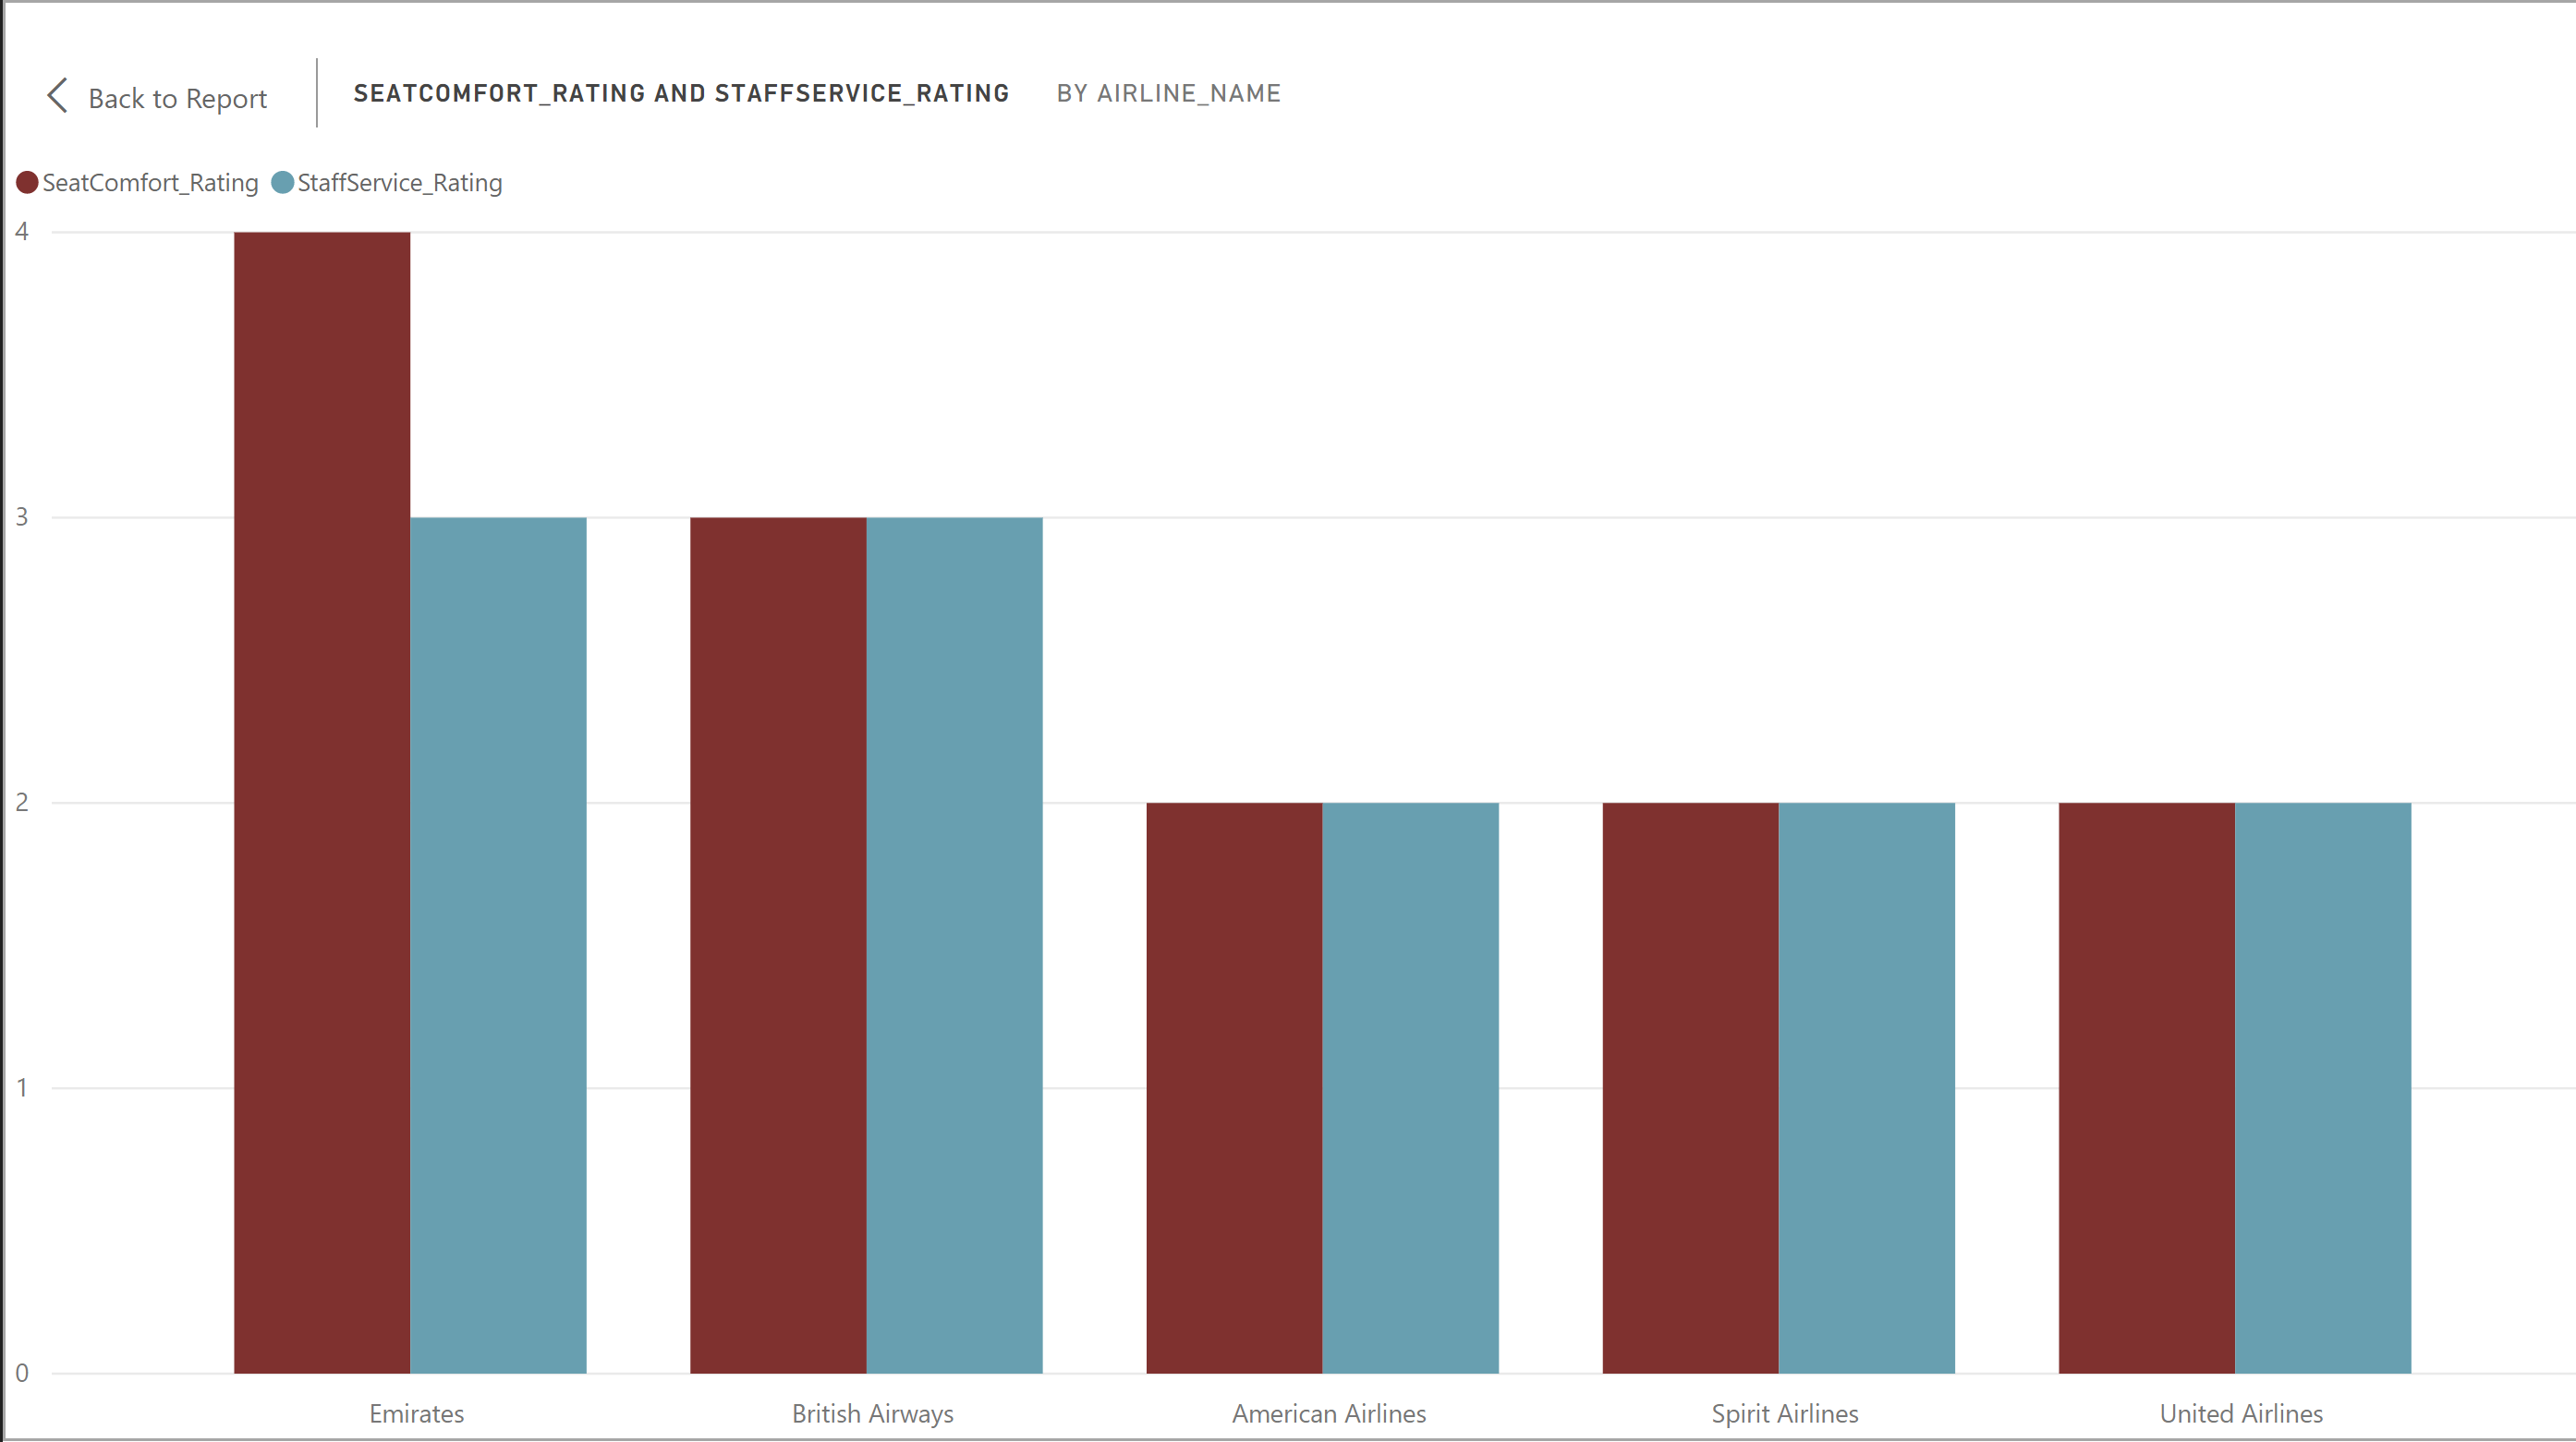 Back to Report
SEATCOMFORT_RATING AND STAFFSERVICE_RATING BY AIRLINE_NAME
SeatComfort_Rating StaffService_Rating
4
3
2
1
0
Emirates British Airways American Airlines Spirit Airlines United Airlines